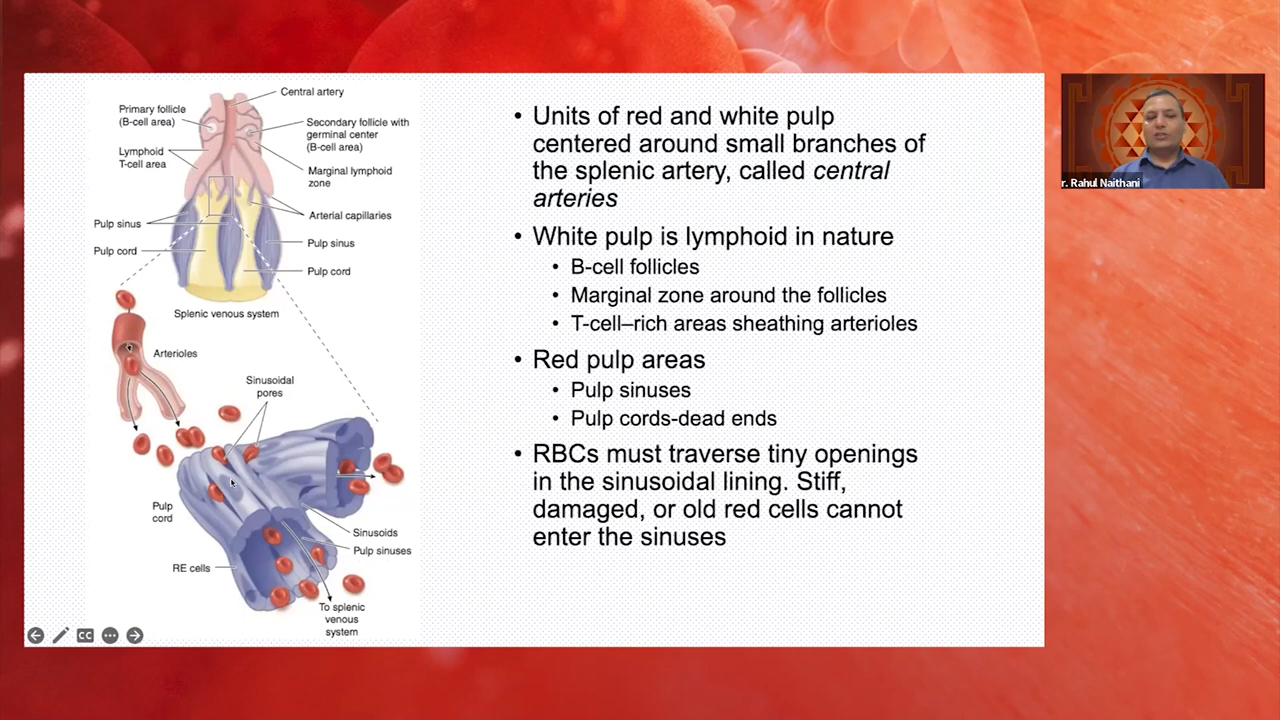 Central artery
Primary follicle
(B-cell area)
Secondary follicle with
germinal center
(B-cell area)
Lymphoid
T-cell area
Marginal lymphoid
zone
Arterial capillaries
Pulp sinus
Pulp sinus
Pulp cord
Pulp cord
Splenic venous system
Arterioles
Sinusoidal
pores
Pulp
cord
Sinusoids
Pulp sinuses
RE cells
To splenic
venous
system
CC
• Units of red and white pulp
centered around small branches of
the splenic artery, called central
arteries
• White pulp is lymphoid in nature
• B-cell follicles
• Marginal zone around the follicles
• T-cell–rich areas sheathing arterioles
• Red pulp areas
• Pulp sinuses
• Pulp cords-dead ends
• RBCs must traverse tiny openings
in the sinusoidal lining. Stiff,
damaged, or old red cells cannot
enter the sinuses
r. Rahul Naithani